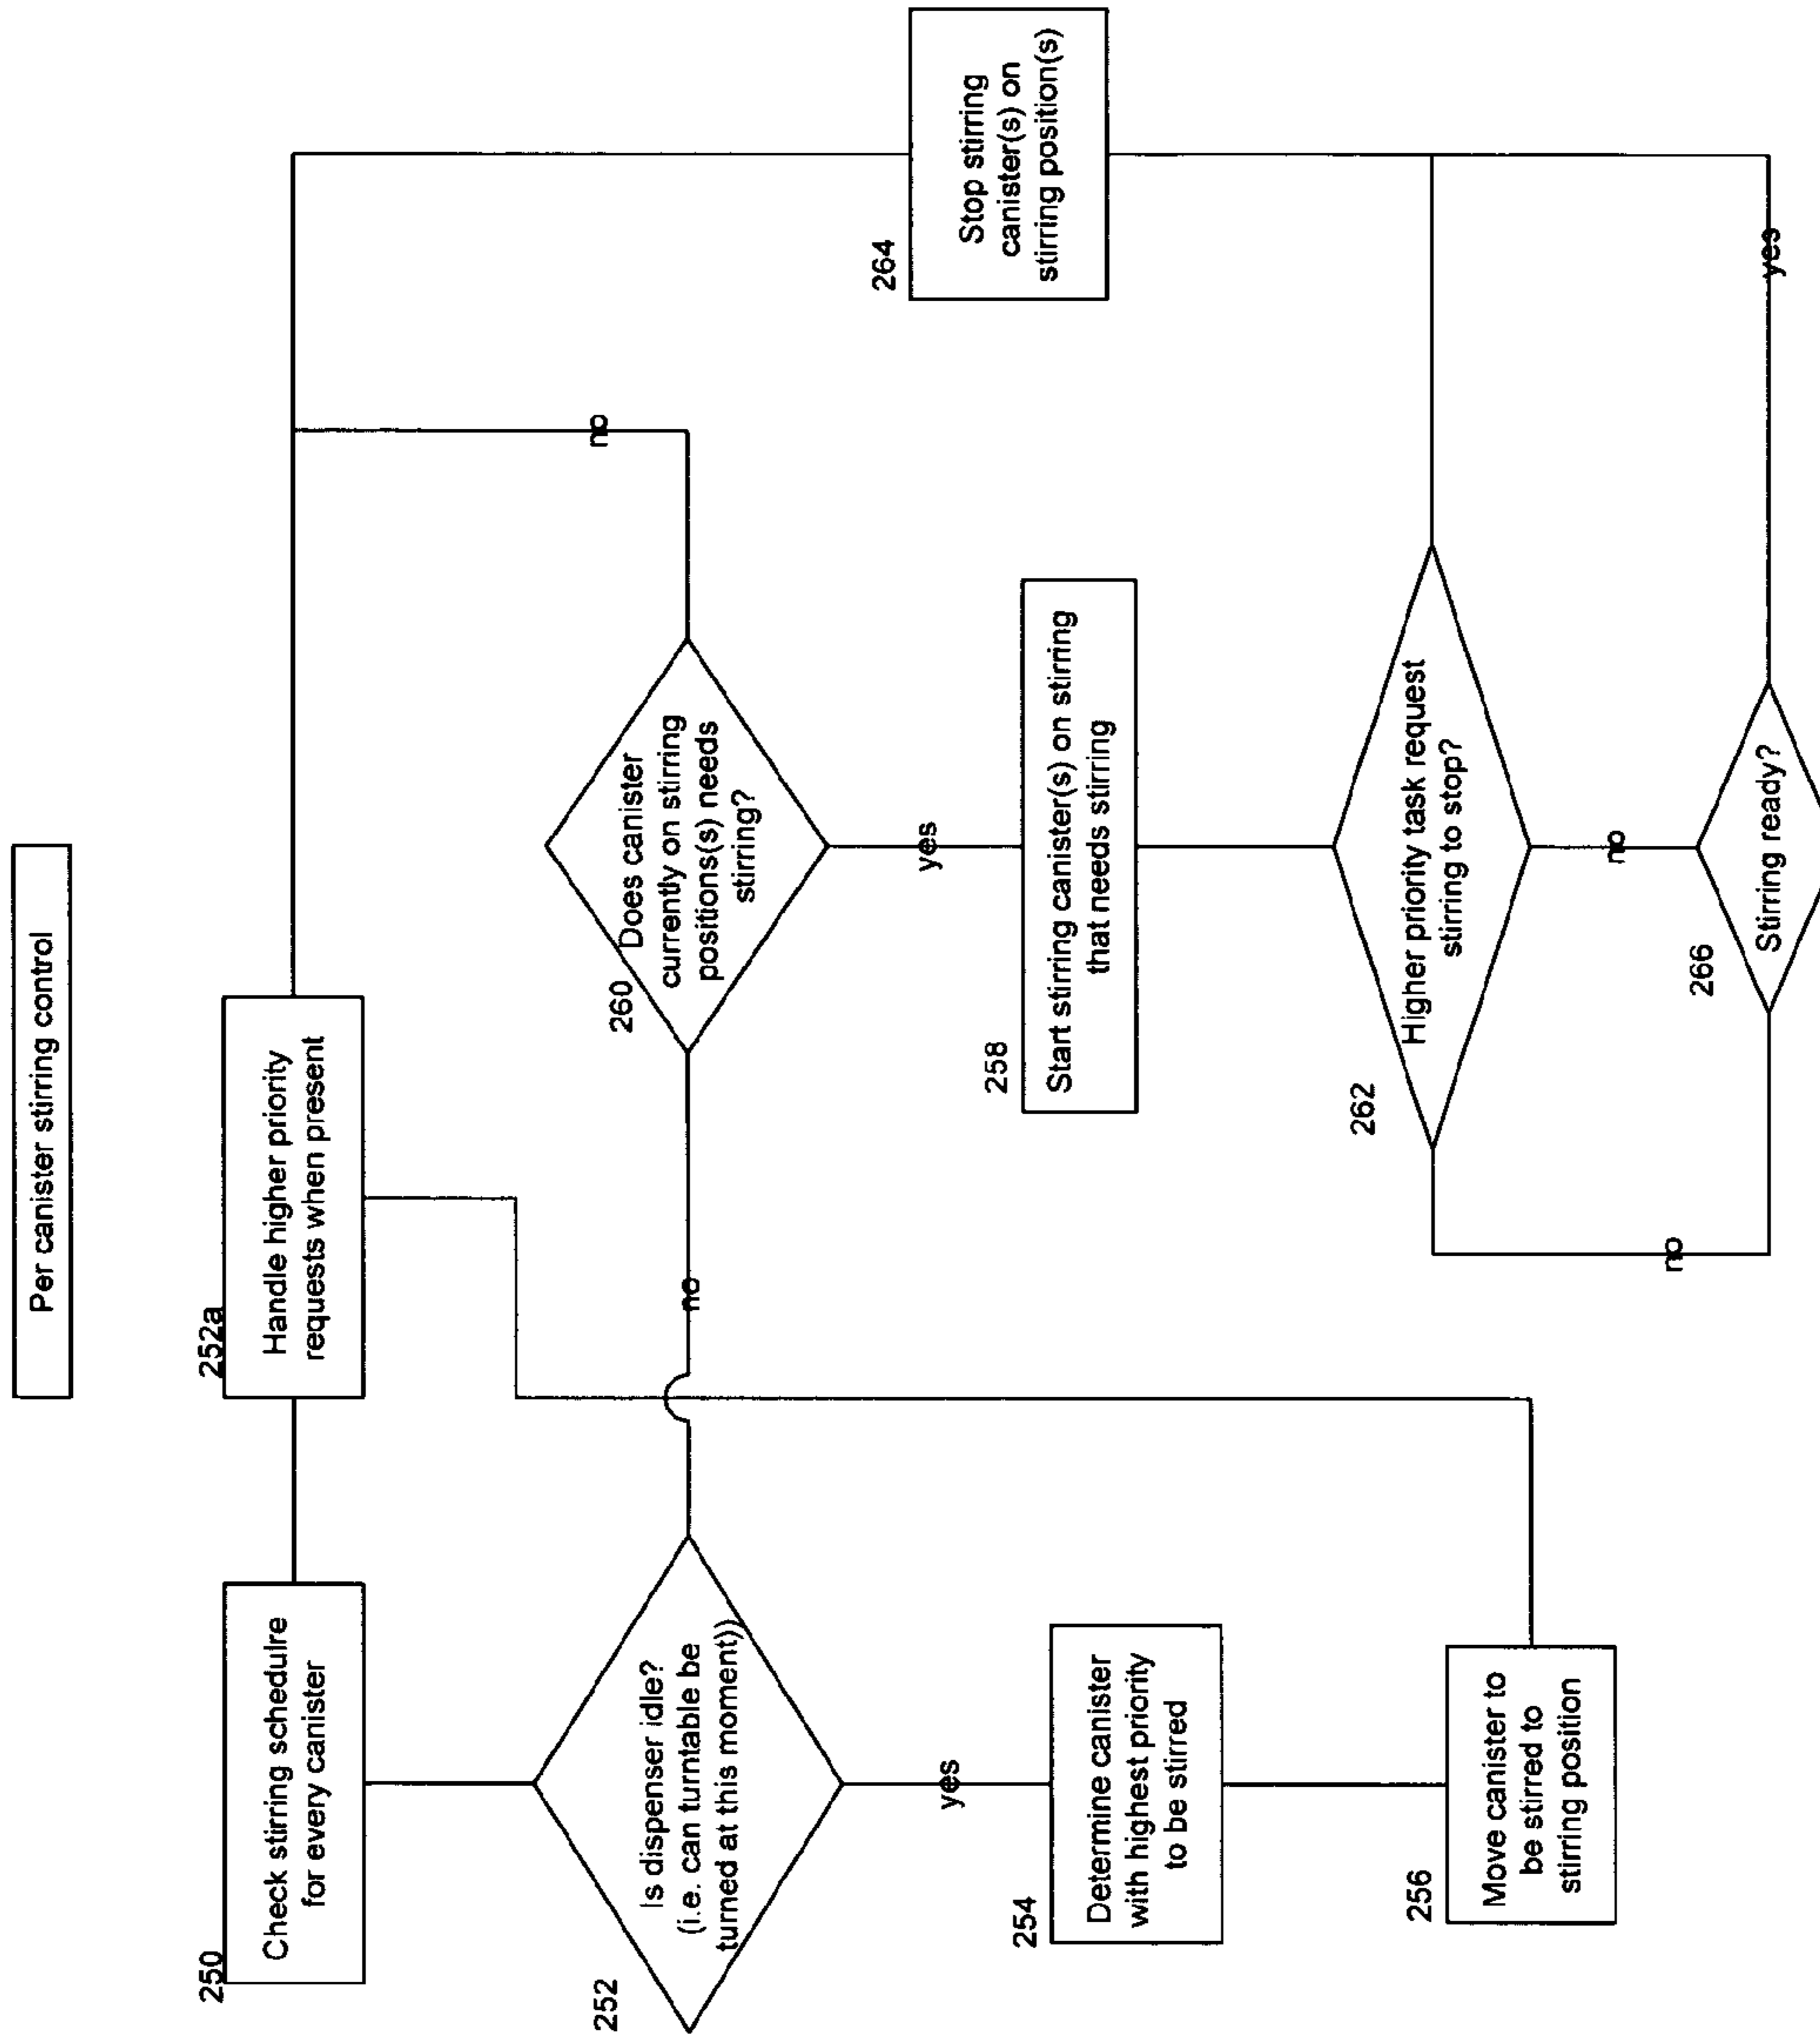 Per canister stirring control
250
Check stirring schedulre
for every canister
252a
Handle higher priority
requests when present
252
Is dispenser idle?
(i.e. can turntable be
turned at this moment))
no
260
Does canister
currently on stirring
positions(s) needs
stirring?
no
yes
254
Determine canister
with highest priority
to be stirred
yes
258
Start stirring canister(s) on stirring
that needs stirring
264
Stop stirring
canister(s) on
stirring position(s)
256
Move canister to
be stirred to
stirring position
262
Higher priority task request
stirring to stop?
no
no
266
Stirring ready?
yes